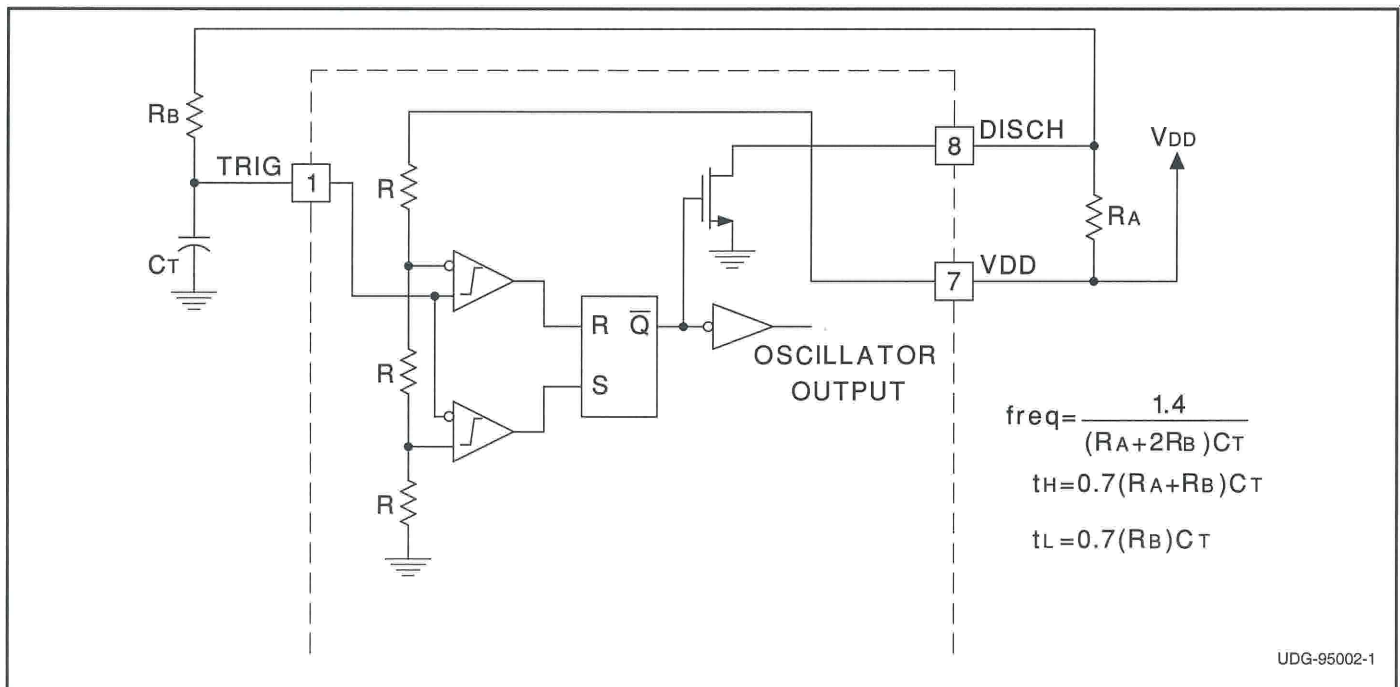 RB
TRIG
1
CT
R
R
R
R Q̅
S
8
DISCH
VDD
RA
7
VDD
OSCILLATOR
OUTPUT
freq= 1.4
(RA+2RB)CT
tH=0.7(RA+RB)CT
tL=0.7(RB)CT
UDG-95002-1